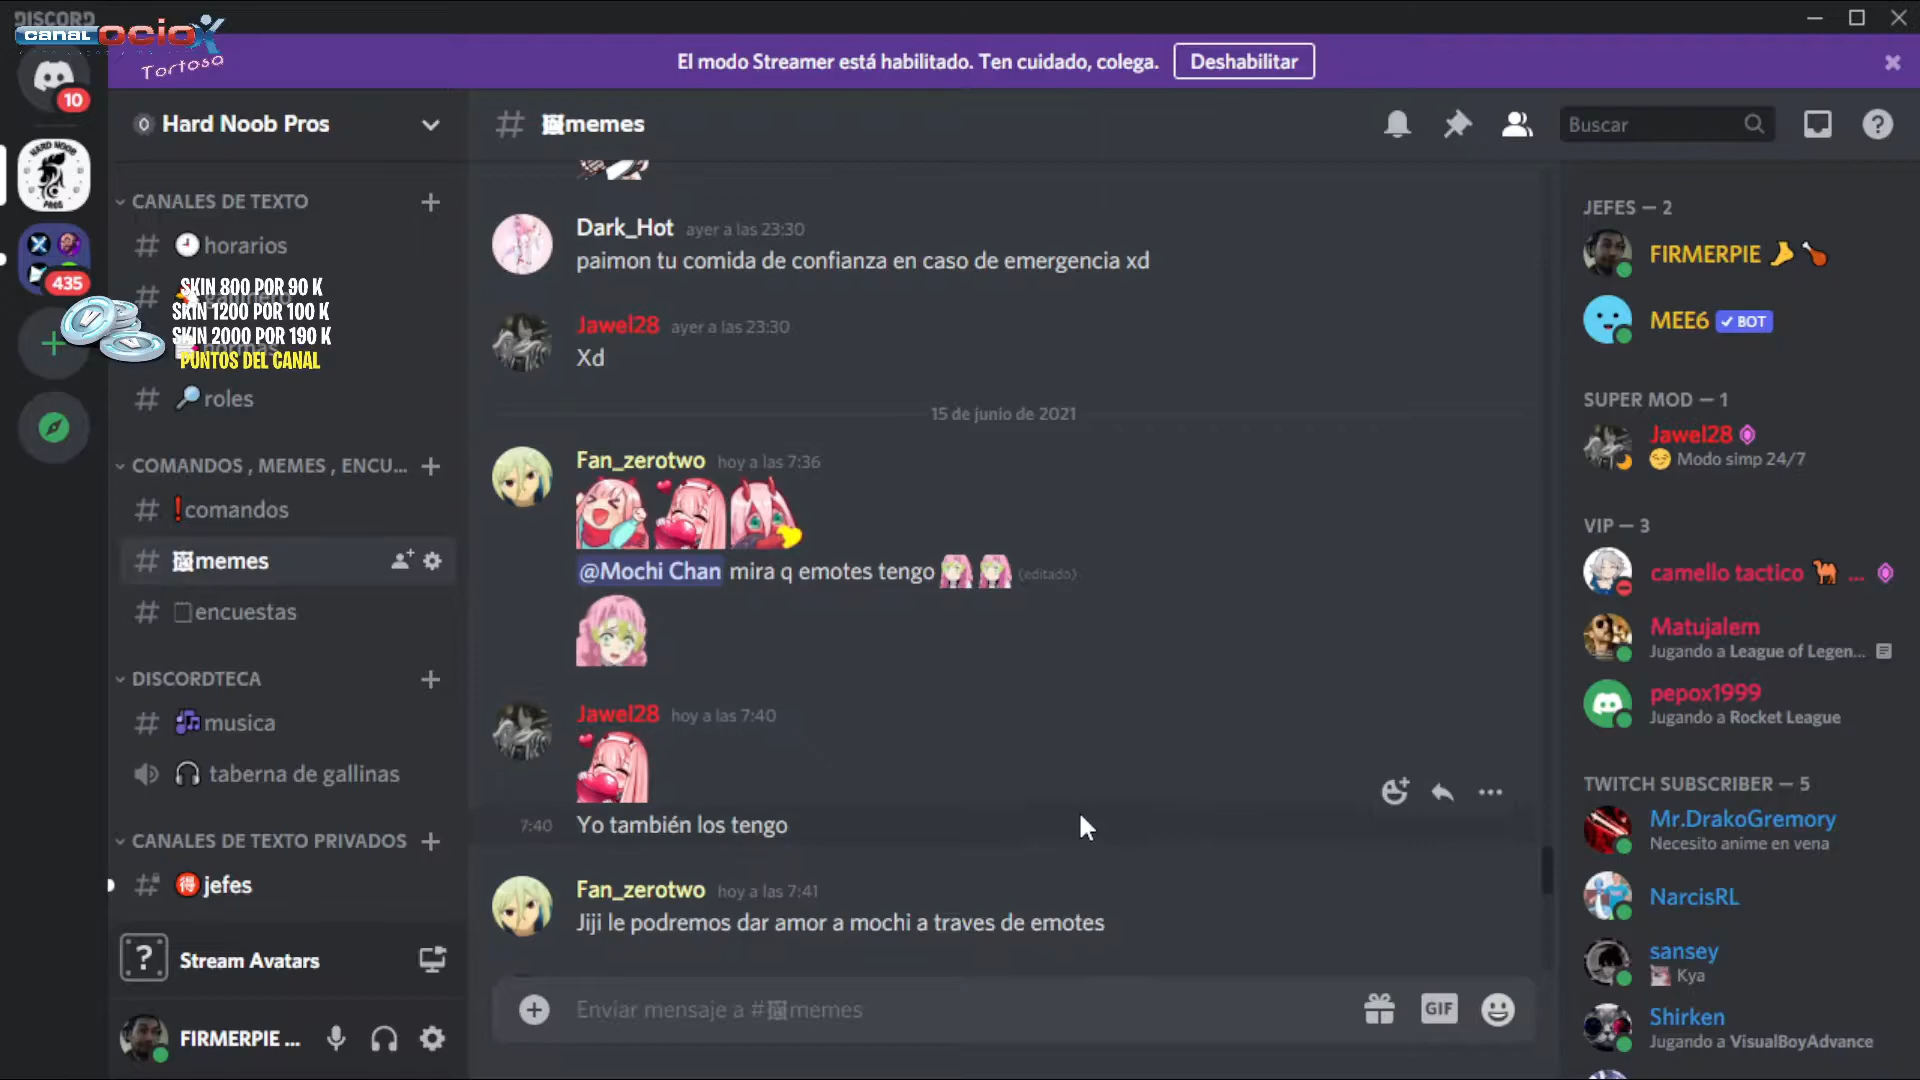 DISCORD
canal OCIOX
Tortosa
El modo Streamer está habilitado. Ten cuidado, colega.
Deshabilitar
10
435
SKIN 800 POR 90 K
SKIN 1200 POR 100 K
SKIN 2000 POR 190 K
PUNTOS DEL CANAL
Hard Noob Pros
CANALES DE TEXTO
horarios
roles
COMANDOS , MEMES , ENCU...
comandos
memes
encuestas
DISCORDTECA
musica
taberna de gallinas
CANALES DE TEXTO PRIVADOS
jefes
Stream Avatars
FIRMERPIE ...
memes
Buscar
Dark_Hot ayer a las 23:30
paimon tu comida de confianza en caso de emergencia xd
Jawel28 ayer a las 23:30
Xd
15 de junio de 2021
Fan_zerotwo hoy a las 7:36
@Mochi Chan mira q emotes tengo (editado)
Jawel28 hoy a las 7:40
7:40 Yo también los tengo
Fan_zerotwo hoy a las 7:41
Jiji le podremos dar amor a mochi a traves de emotes
Enviar mensaje a #memes
GIF
JEFES — 2
FIRMERPIE
MEE6 BOT
SUPER MOD — 1
Jawel28
Modo simp 24/7
VIP — 3
camello tactico ...
Matujalem
Jugando a League of Legen...
pepox1999
Jugando a Rocket League
TWITCH SUBSCRIBER — 5
Mr.DrakoGremory
Necesito anime en vena
NarcisRL
sansey
Kya
Shirken
Jugando a VisualBoyAdvance